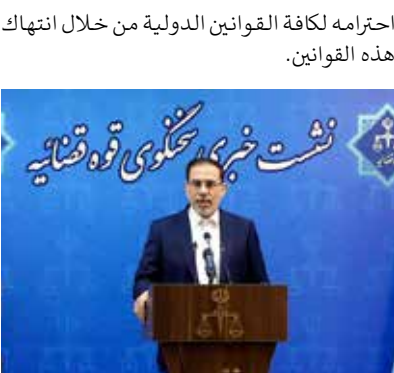 احترامه لكافة القوانين الدولية من خلال انتهاك
هذه القوانين.
نشست خبری سخنگوی قوه قضائیه